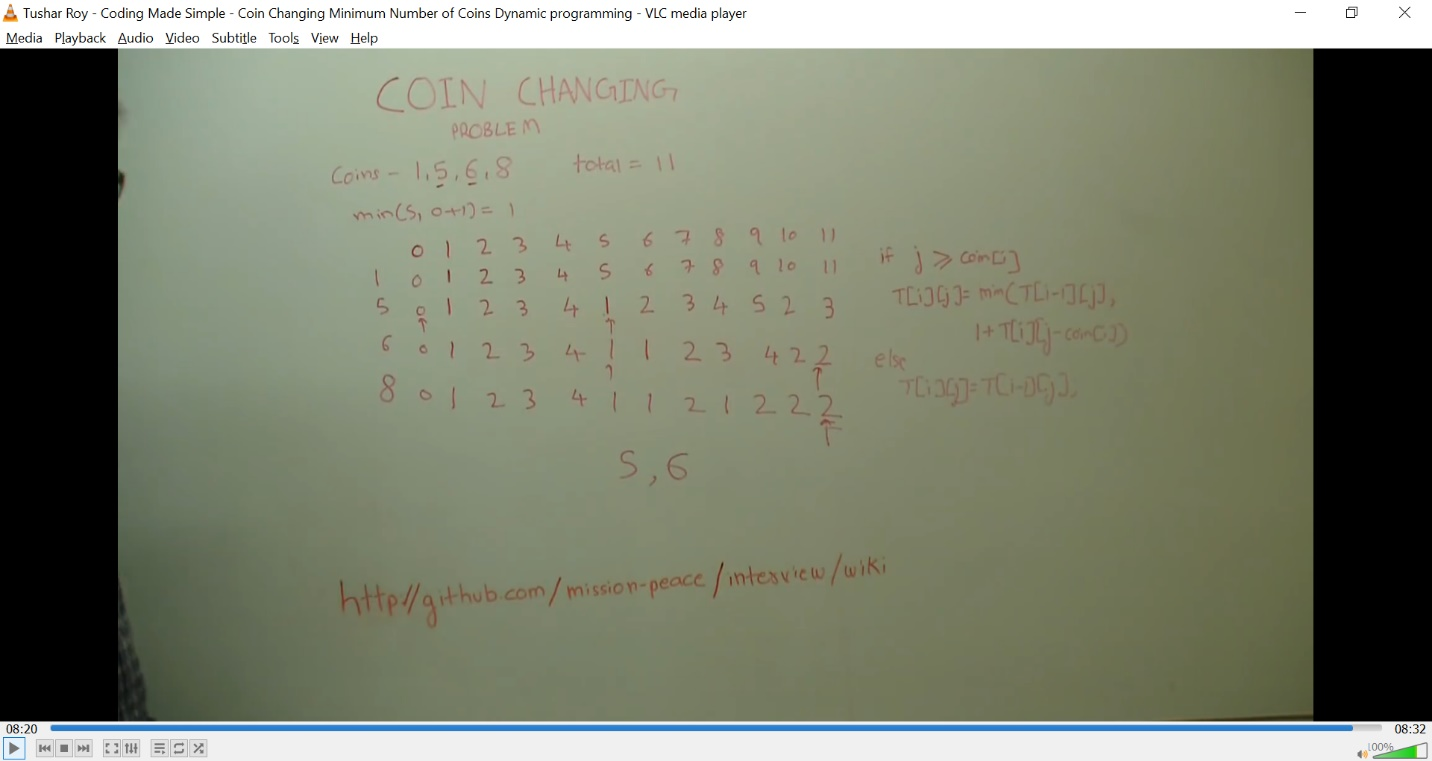 Tushar Roy - Coding Made Simple - Coin Changing Minimum Number of Coins Dynamic programming - VLC media player
Media Playback Audio Video Subtitle Tools View Help
COIN CHANGING
PROBLEM
Coins - 1, 5, 6, 8 total = 11
min(5, 0+1) = 1
0 1 2 3 4 5 6 7 8 9 10 11
1 0 1 2 3 4 5 6 7 8 9 10 11
5 0 1 2 3 4 1 2 3 4 5 2 3
6 0 1 2 3 4 1 1 2 3 4 2 2
8 0 1 2 3 4 1 1 2 1 2 2 2
if j >= coin[i]
T[i][j] = min(T[i-1][j],
1+T[i][j-coin[i]])
else
T[i][j] = T[i-1][j],
5, 6
http//github.com/mission-peace/interview/wiki
08:20 08:32
100%